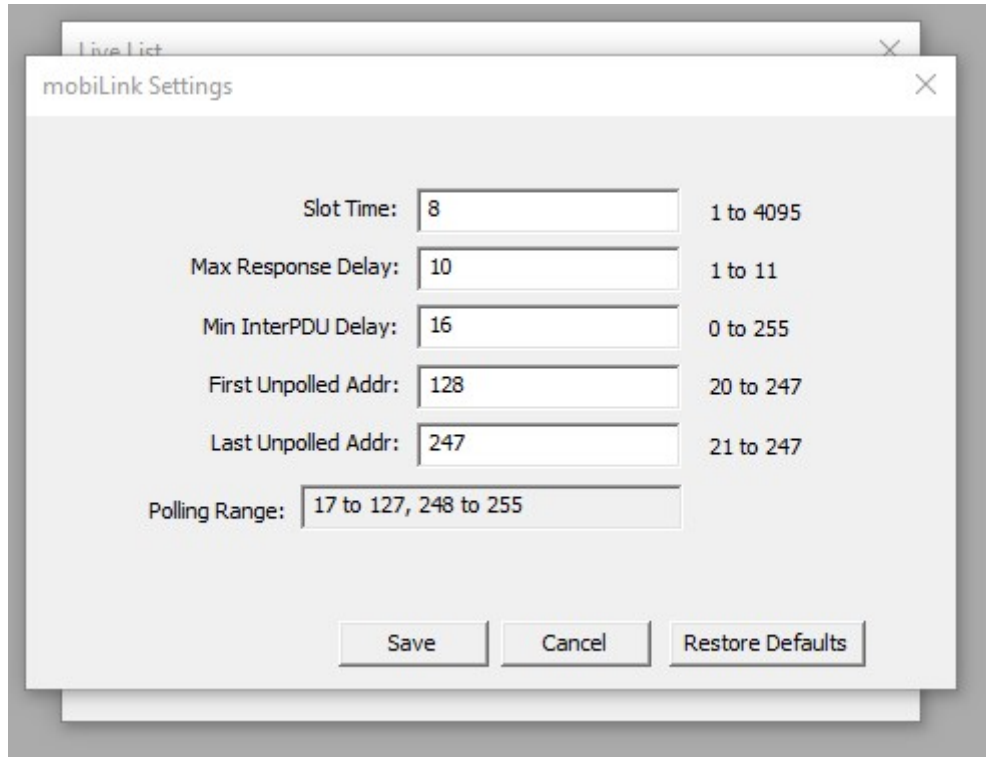 Live List
mobiLink Settings
Slot Time: 8 1 to 4095
Max Response Delay: 10 1 to 11
Min InterPDU Delay: 16 0 to 255
First Unpolled Addr: 128 20 to 247
Last Unpolled Addr: 247 21 to 247
Polling Range: 17 to 127, 248 to 255
Save Cancel Restore Defaults